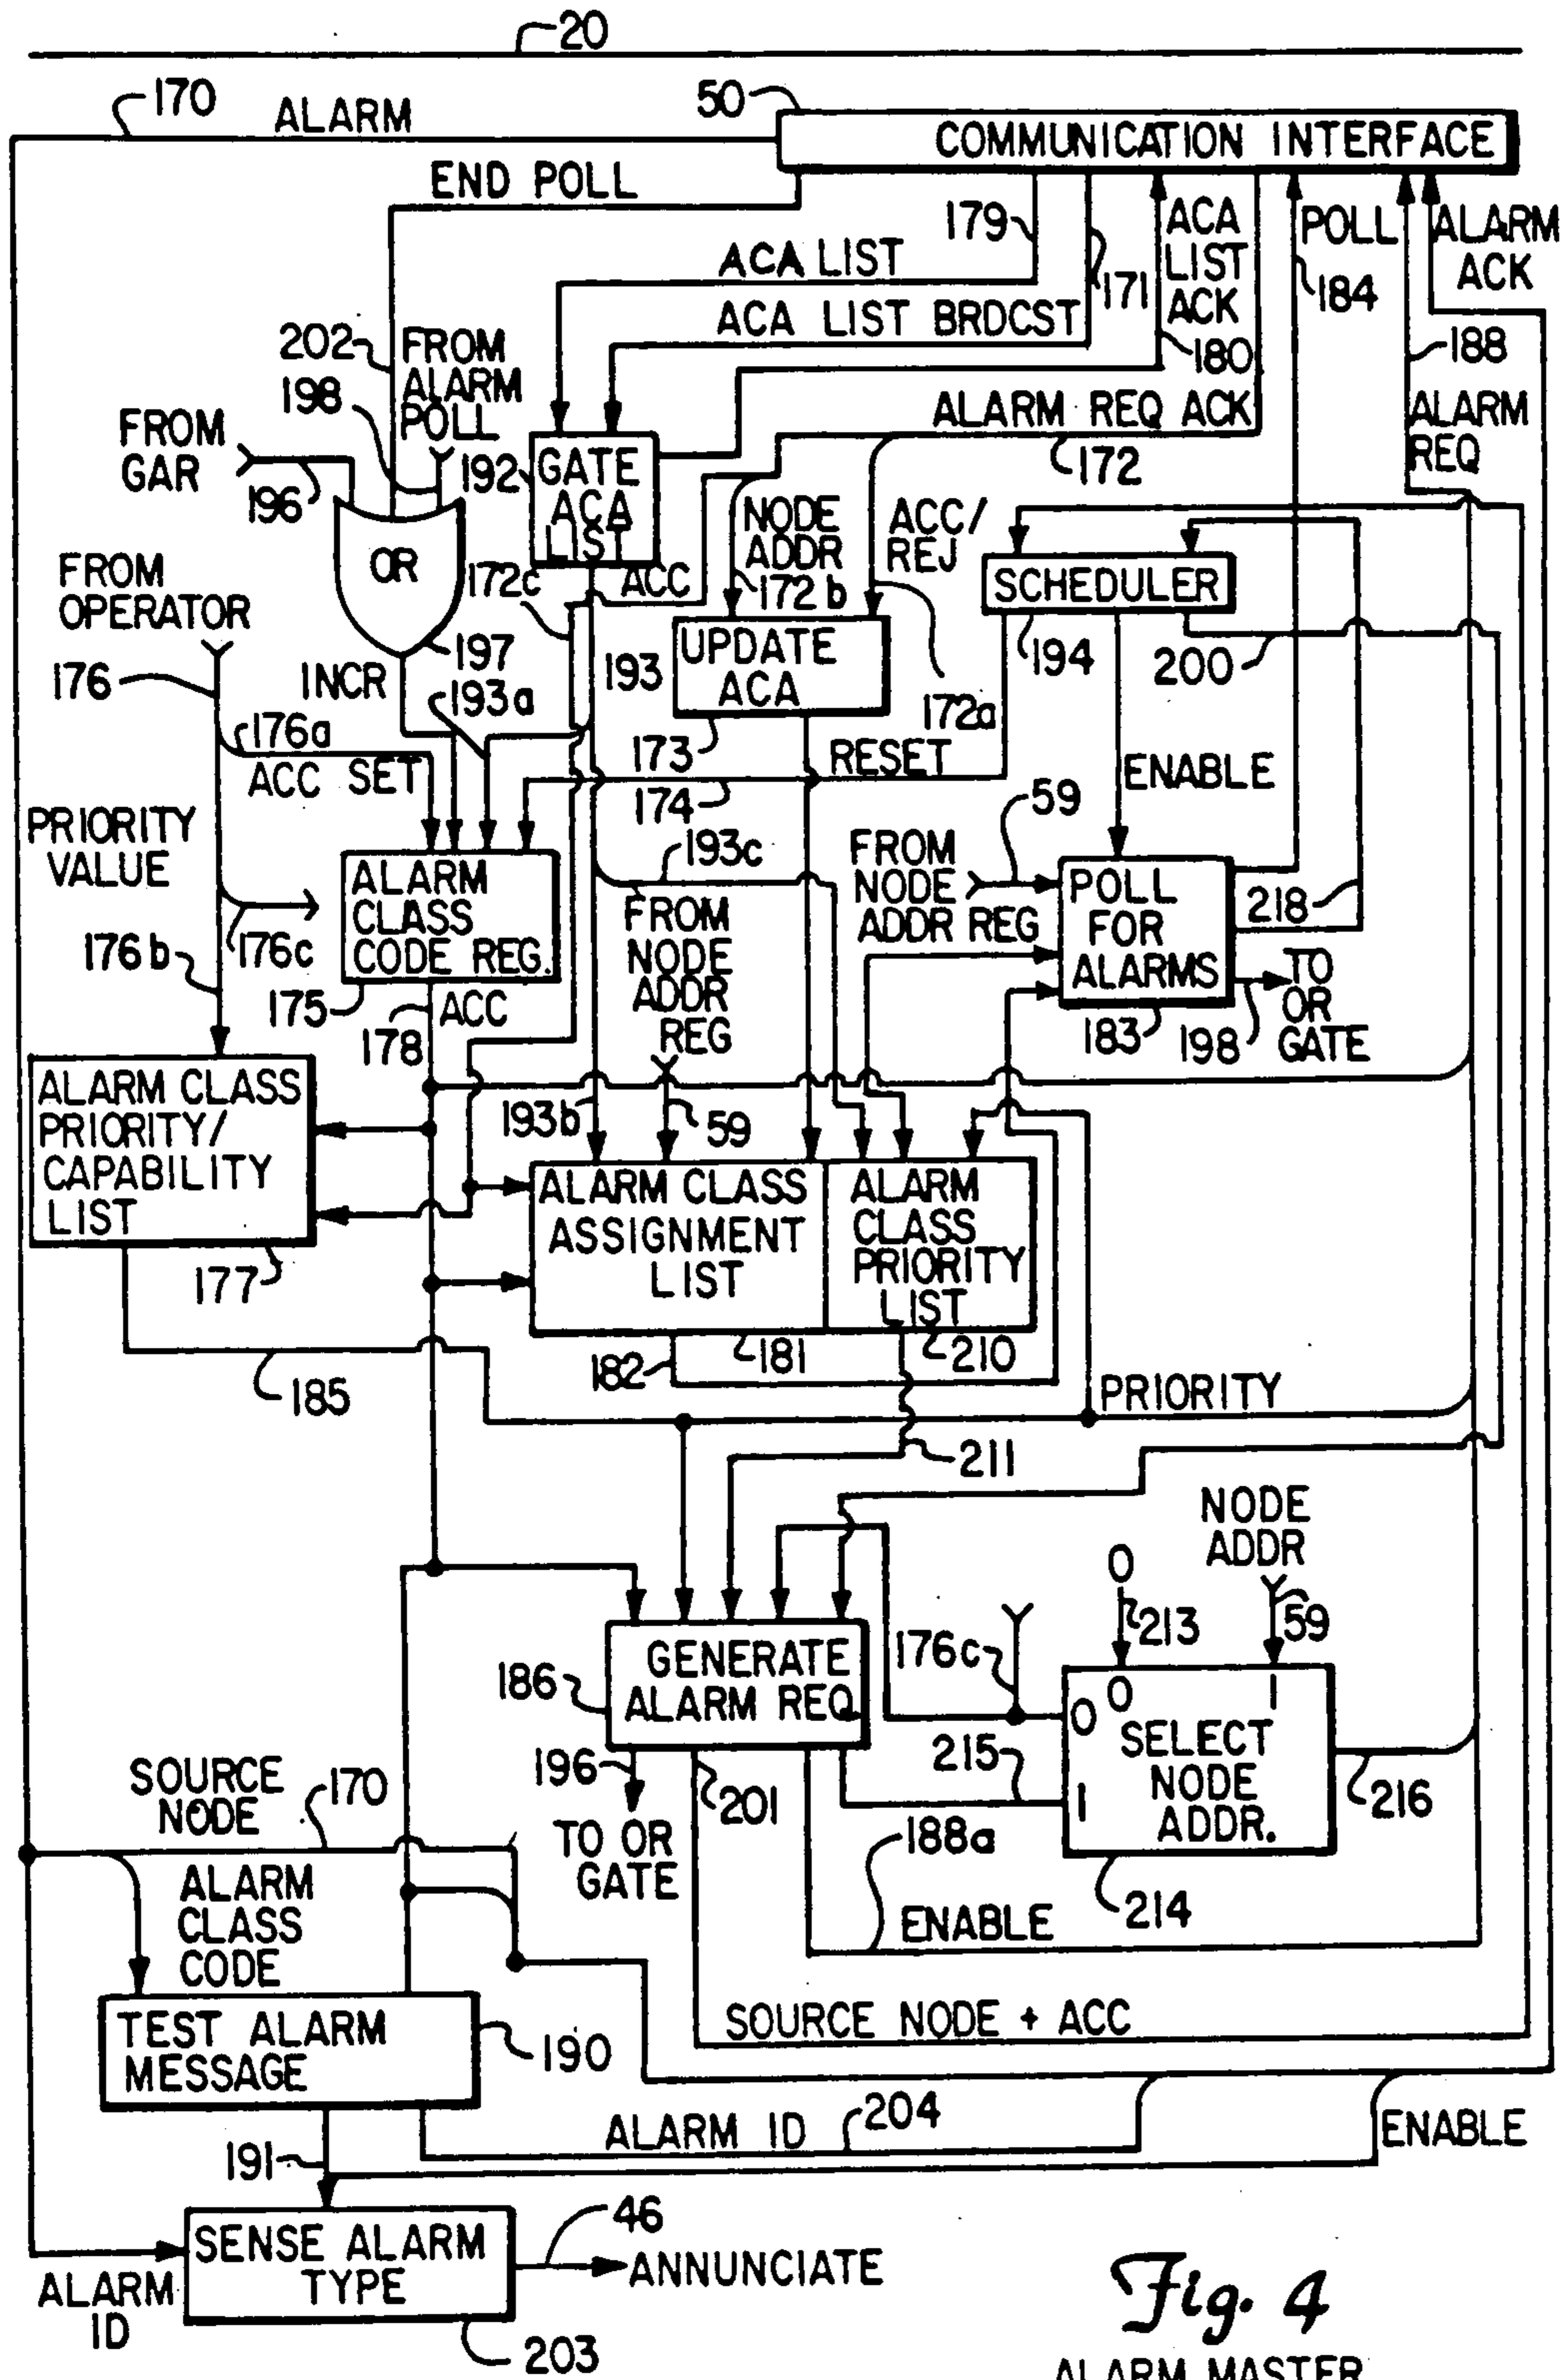 20
170
ALARM
50
COMMUNICATION INTERFACE
END POLL
179
ACA LIST
171
ACA
LIST
ACK
180
POLL
184
ALARM
ACK
ACA LIST BRDCST
188
202
FROM
ALARM
POLL
198
ALARM REQ ACK
172
ALARM
REQ
FROM
GAR
196
192
GATE
ACA
LIST
OR
197
NODE
ADDR
172b
ACC/
REJ
SCHEDULER
194
200
FROM
OPERATOR
172c
ACC
176
INCR
193a
193
UPDATE
ACA
172a
173
RESET
174
176a
ACC SET
ENABLE
59
PRIORITY
VALUE
193c
FROM
NODE
ADDR REG
POLL
FOR
ALARMS
218
176b
176c
ALARM
CLASS
CODE REG.
FROM
NODE
ADDR
REG
175
178
ACC
183
198
TO
OR
GATE
ALARM CLASS
PRIORITY/
CAPABILITY
LIST
193b
59
ALARM CLASS
ASSIGNMENT
LIST
ALARM
CLASS
PRIORITY
LIST
177
182
181
210
185
PRIORITY
211
NODE
ADDR
0
213
59
186
GENERATE
ALARM REQ.
176c
0
0
1
SELECT
NODE
ADDR.
1
215
216
196
201
TO OR
GATE
188a
214
SOURCE
NODE
170
ALARM
CLASS
CODE
ENABLE
TEST ALARM
MESSAGE
190
SOURCE NODE + ACC
191
ALARM ID
204
ENABLE
SENSE ALARM
TYPE
46
ANNUNCIATE
ALARM
ID
203
Fig. 4
ALARM MASTER